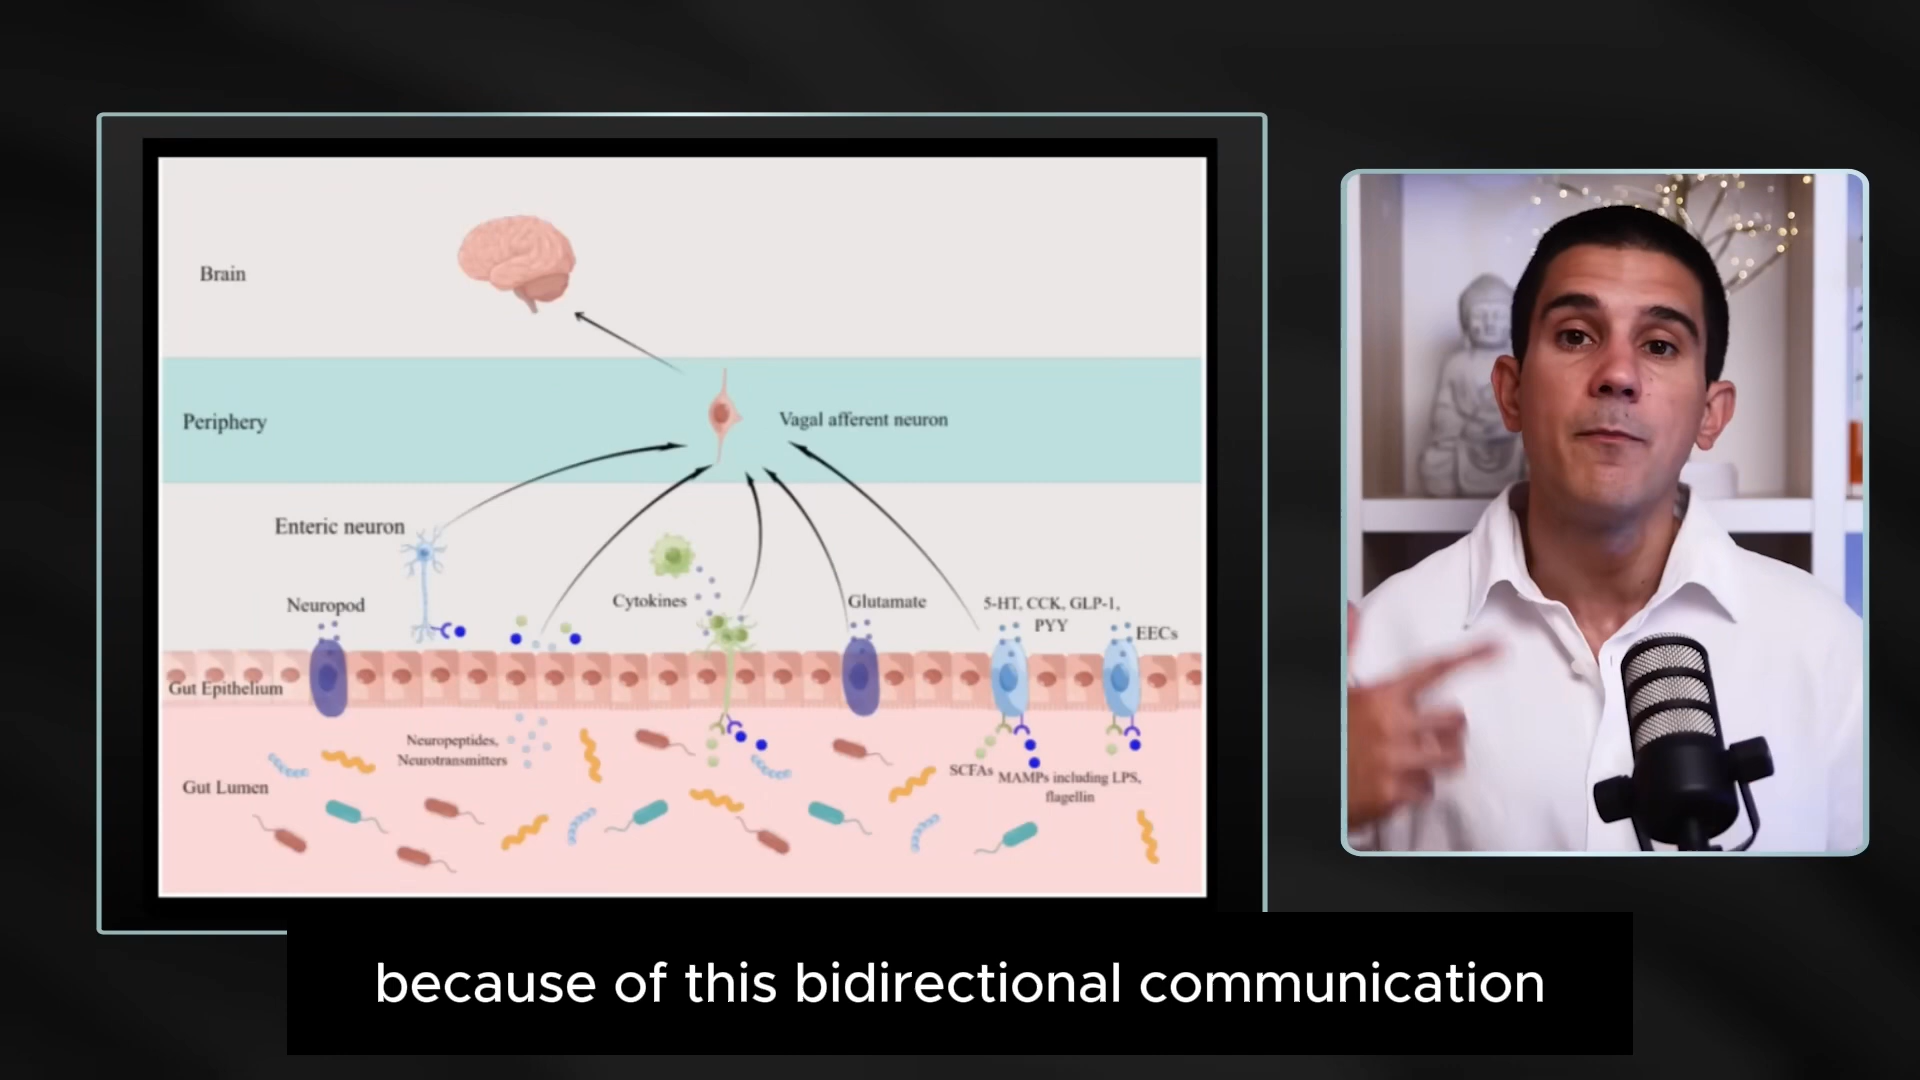 Brain
Periphery
Vagal afferent neuron
Enteric neuron
Neuropod
Cytokines
Glutamate
5-HT, CCK, GLP-1,
PYY
EECs
Gut Epithelium
Neuropeptides,
Neurotransmitters
SCFAs
MAMPs including LPS,
flagellin
Gut Lumen
because of this bidirectional communication